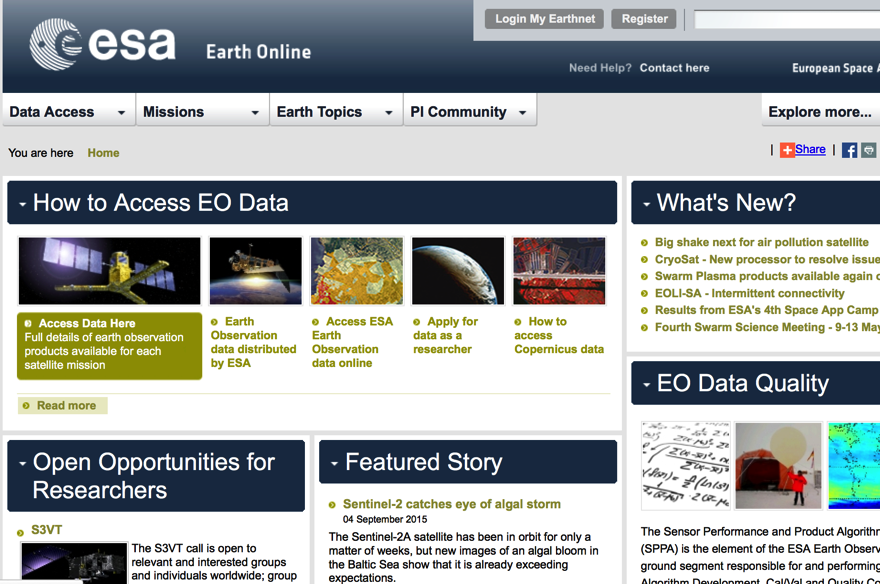 Login My Earthnet
Register
esa
Earth Online
Need Help? Contact here
European Space
Data Access
Missions
Earth Topics
PI Community
Explore more...
You are here Home
Share
How to Access EO Data
Access Data Here
Full details of earth observation
products available for each
satellite mission
Earth
Observation
data distributed
by ESA
Access ESA
Earth
Observation
data online
Apply for
data as a
researcher
How to
access
Copernicus data
Read more
What's New?
Big shake next for air pollution satellite
CryoSat - New processor to resolve issue
Swarm Plasma products available again
EOLI-SA - Intermittent connectivity
Results from ESA's 4th Space App Camp
Fourth Swarm Science Meeting - 9-13 May
EO Data Quality
The Sensor Performance and Product Algorithm
(SPPA) is the element of the ESA Earth Observ
ground segment responsible for and performing
Algorithm Development, Cal/Val and Quality Co
Open Opportunities for
Researchers
S3VT
The S3VT call is open to
relevant and interested groups
and individuals worldwide; group
Featured Story
Sentinel-2 catches eye of algal storm
04 September 2015
The Sentinel-2A satellite has been in orbit for only a
matter of weeks, but new images of an algal bloom in
the Baltic Sea show that it is already exceeding
expectations.